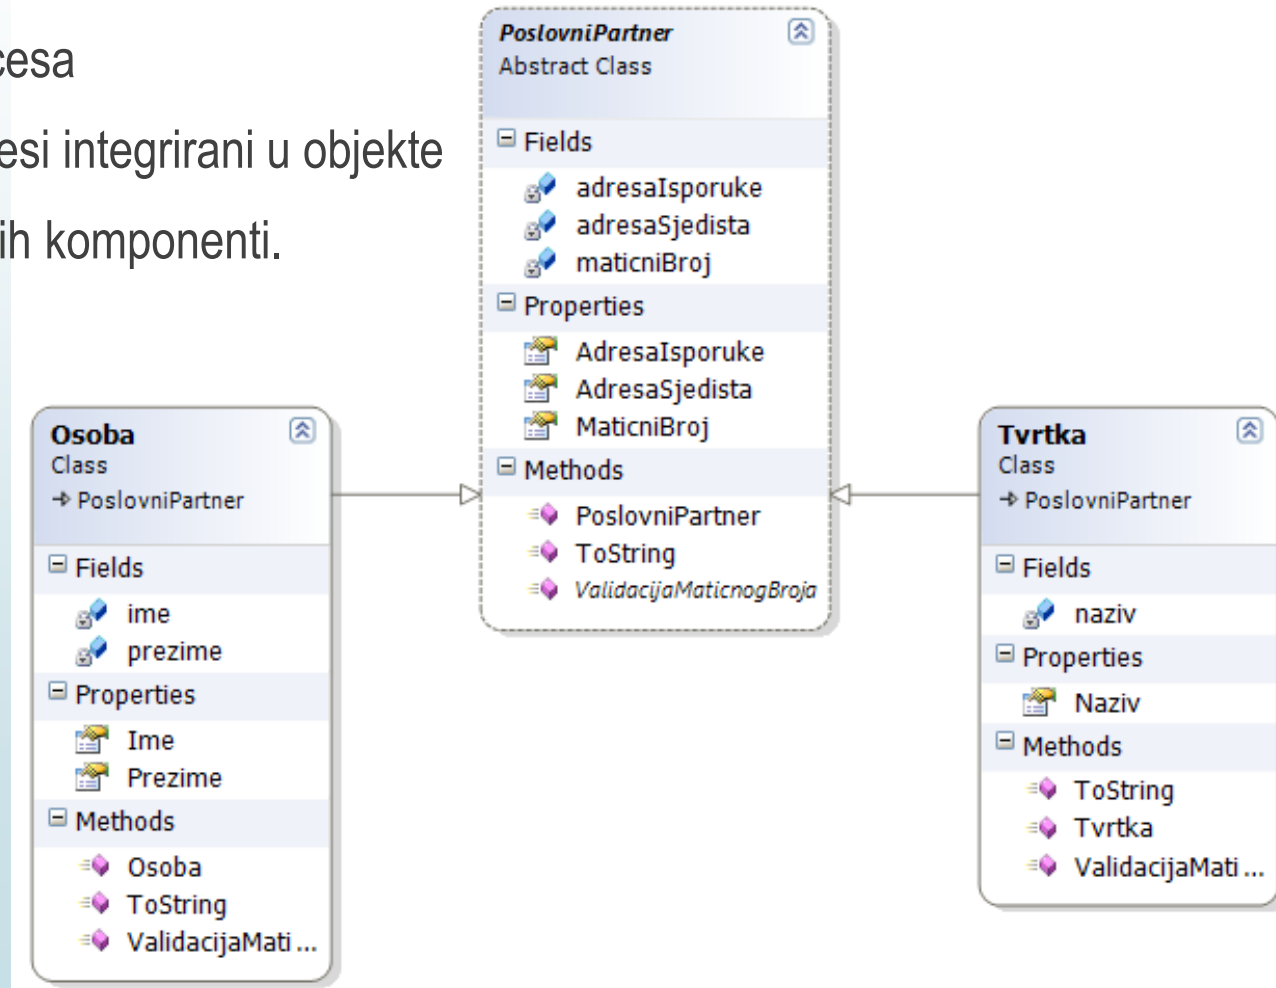 cesa
esi integrirani u objekte
ih komponenti.
PoslovniPartner
Abstract Class
Fields
adresaIsporuke
adresaSjedista
maticniBroj
Properties
AdresaIsporuke
AdresaSjedista
MaticniBroj
Methods
PoslovniPartner
ToString
ValidacijaMaticnogBroja
Osoba
Class
PoslovniPartner
Fields
ime
prezime
Properties
Ime
Prezime
Methods
Osoba
ToString
ValidacijaMati...
Tvrtka
Class
PoslovniPartner
Fields
naziv
Properties
Naziv
Methods
ToString
Tvrtka
ValidacijaMati...